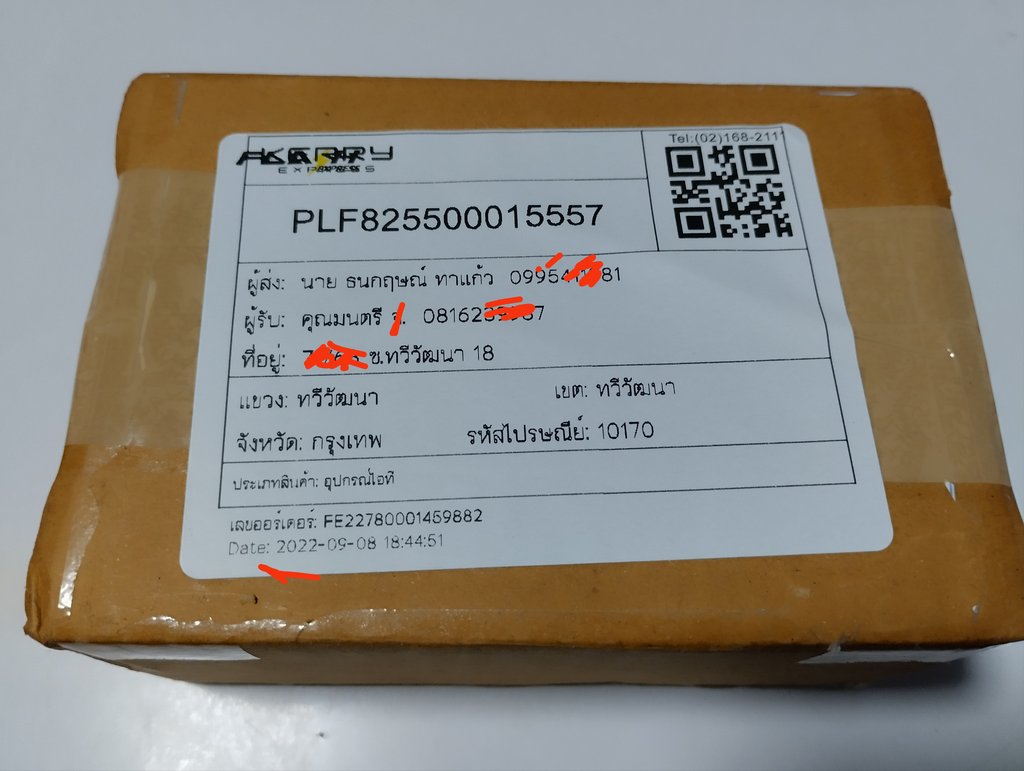 KERRY
EXPRESS
Tel:(02)168-211
PLF825500015557
ผู้ส่ง: นาย ธนกฤษณ์ ทาแก้ว
ผู้รับ: คุณมนตรี
ที่อยู่: ซ.ทวีวัฒนา 18
แขวง: ทวีวัฒนา เขต: ทวีวัฒนา
จังหวัด: กรุงเทพ รหัสไปรษณีย์: 10170
ประเภทสินค้า: อุปกรณ์ไอที
เลขออร์เดอร์: FE22780001459882
Date: 2022-09-08 18:44:51